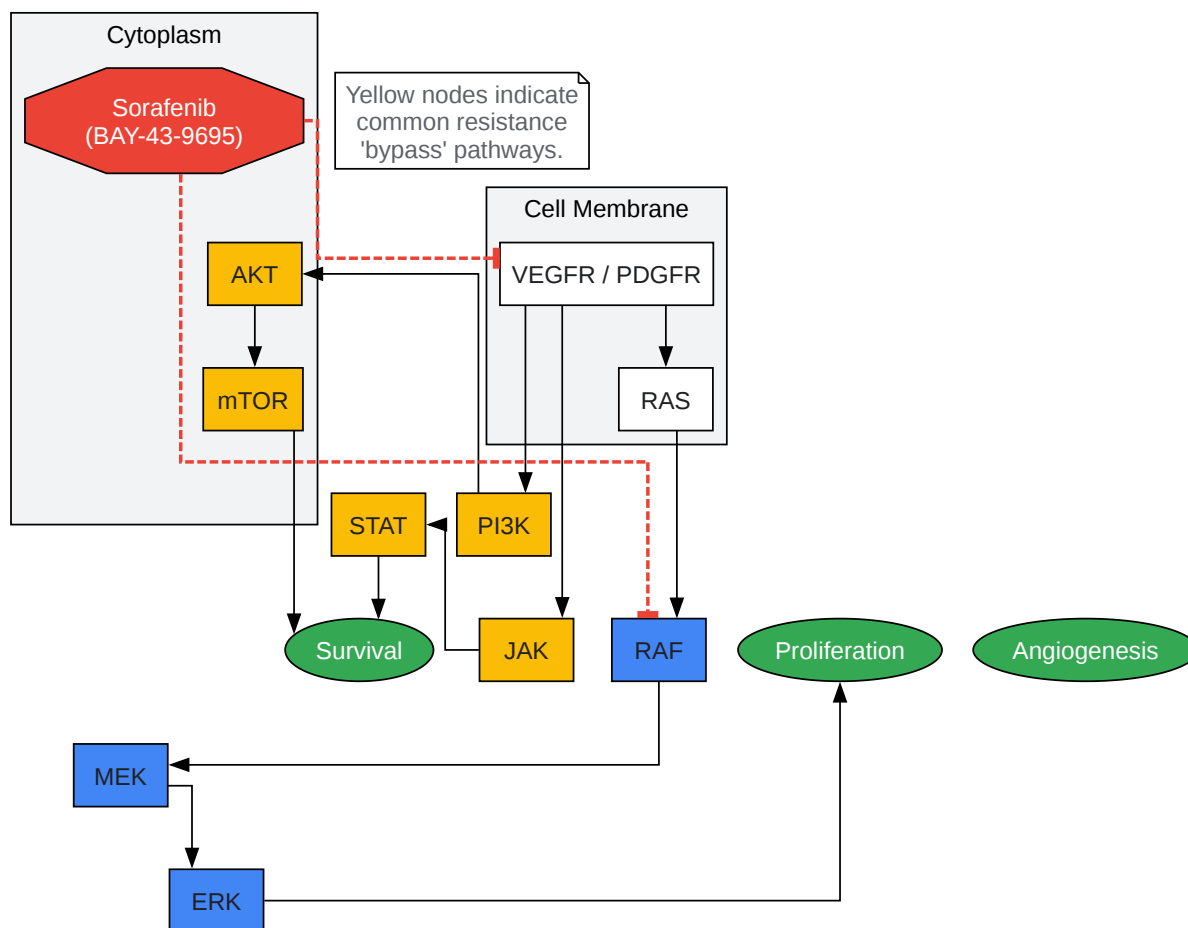 Cytoplasm
Sorafenib
(BAY-43-9695)
Yellow nodes indicate
common resistance
'bypass' pathways.
Cell Membrane
AKT
VEGFR / PDGFR
mTOR
RAS
STAT
PI3K
Survival
JAK
RAF
Proliferation
Angiogenesis
MEK
ERK